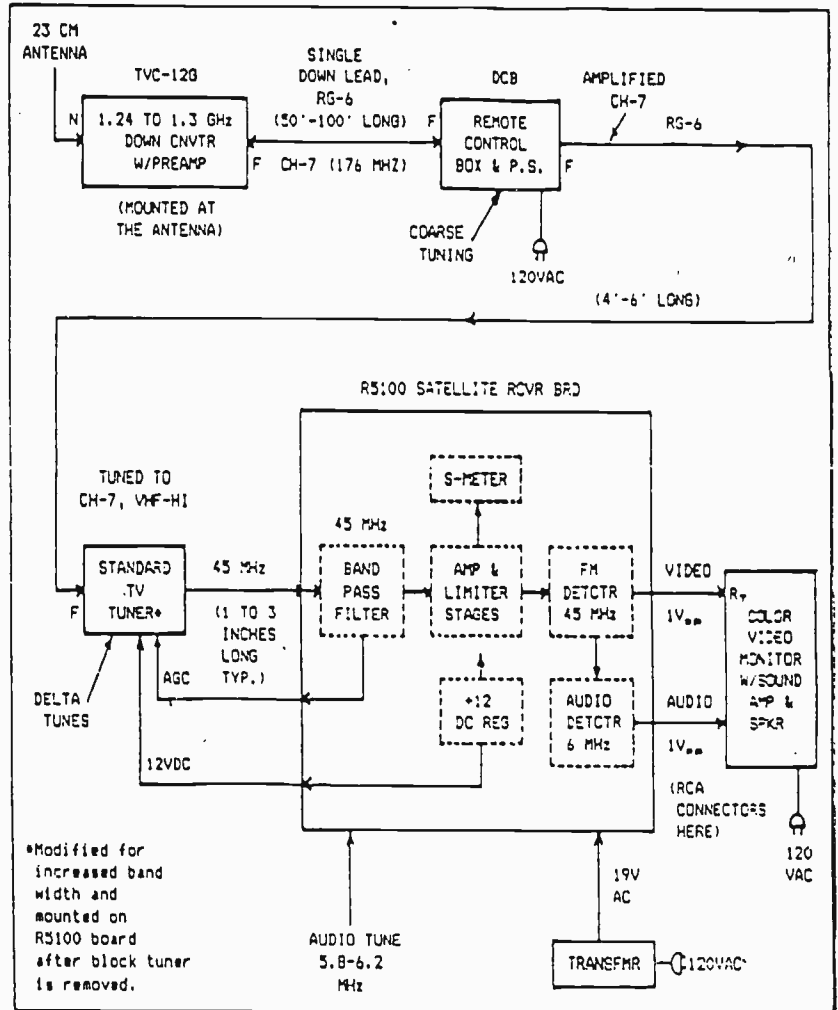 23 CM
ANTENNA
TVC-12G
N
1.24 TO 1.3 GHz
DOWN CNVTR
W/PREAMP
F
(MOUNTED AT
THE ANTENNA)
SINGLE
DOWN LEAD,
RG-6
(50'-100' LONG)
CH-7 (176 MHZ)
DCB
F
REMOTE
CONTROL
BOX & P.S.
F
COARSE
TUNING
120VAC
AMPLIFIED
CH-7
RG-6
(4'-6' LONG)
R5100 SATELLITE RCVR BRD
TUNED TO
CH-7, VHF-HI
STANDARD
TV
TUNER*
F
DELTA
TUNES
45 MHz
(1 TO 3
INCHES
LONG
TYP.)
AGC
12VDC
S-METER
45 MHz
BAND
PASS
FILTER
AMP &
LIMITER
STAGES
FM
DETCTR
45 MHz
+12
DC REG
AUDIO
DETCTR
6 MHz
VIDEO
1Vpp
AUDIO
1Vpp
(RCA
CONNECTORS
HERE)
COLOR
VIDEO
MONITOR
W/SOUND
AMP &
SPKR
120
VAC
*Modified for
increased band
width and
mounted on
R5100 board
after block tuner
is removed.
AUDIO TUNE
5.8-6.2
MHz
19V
AC
TRANSFMR
120VAC